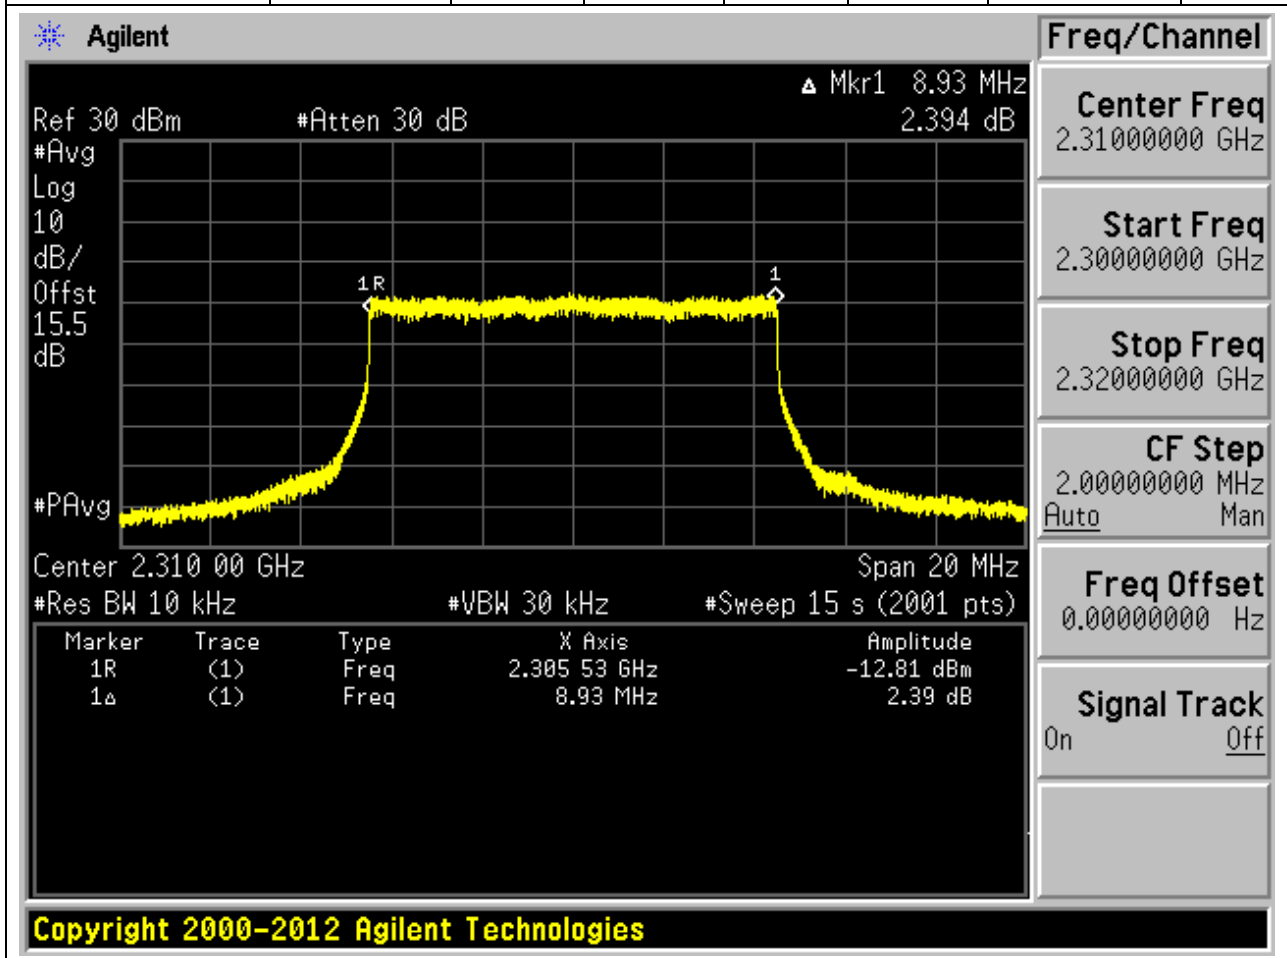 Agilent
Freq/Channel
Δ Mkr1 8.93 MHz
Ref 30 dBm #Atten 30 dB 2.394 dB
#Avg
Log
10
dB/
Offst
15.5
dB
1R
1
#PAvg
Center 2.310 00 GHz Span 20 MHz
#Res BW 10 kHz #VBW 30 kHz #Sweep 15 s (2001 pts)
Marker Trace Type X Axis Amplitude
1R (1) Freq 2.305 53 GHz -12.81 dBm
1Δ (1) Freq 8.93 MHz 2.39 dB
Center Freq
2.31000000 GHz
Start Freq
2.30000000 GHz
Stop Freq
2.32000000 GHz
CF Step
2.00000000 MHz
Auto Man
Freq Offset
0.00000000 Hz
Signal Track
On Off
Copyright 2000-2012 Agilent Technologies